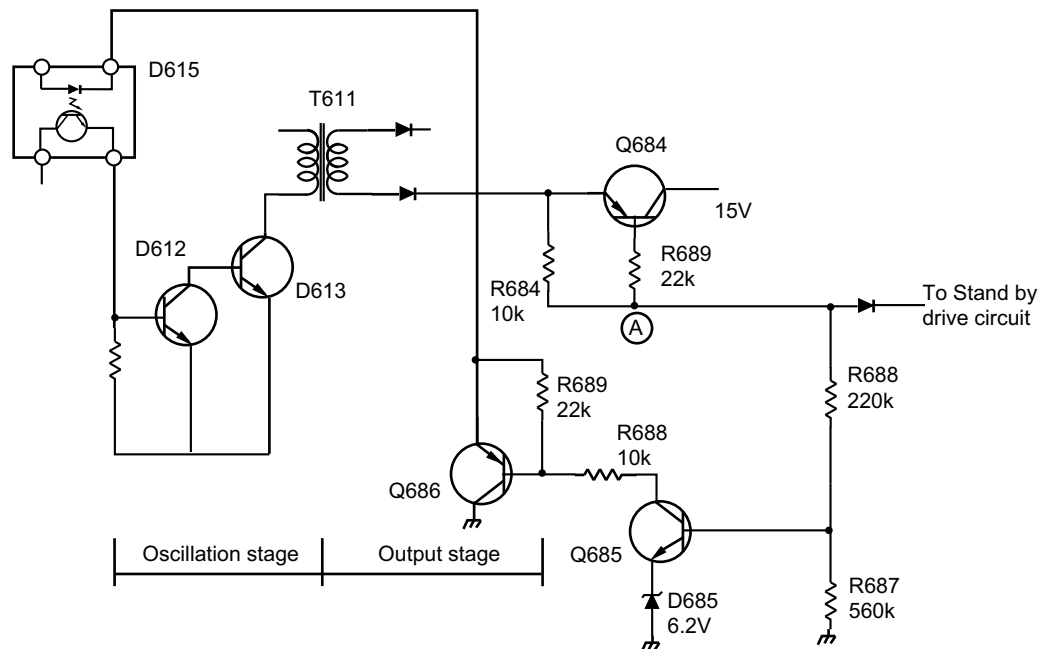 D615
T611
Q684
15V
D612
D613
R684
10k
R689
22k
A
To Stand by
drive circuit
R689
22k
R688
220k
R688
10k
Q686
Q685
Oscillation stage
Output stage
D685
6.2V
R687
560k